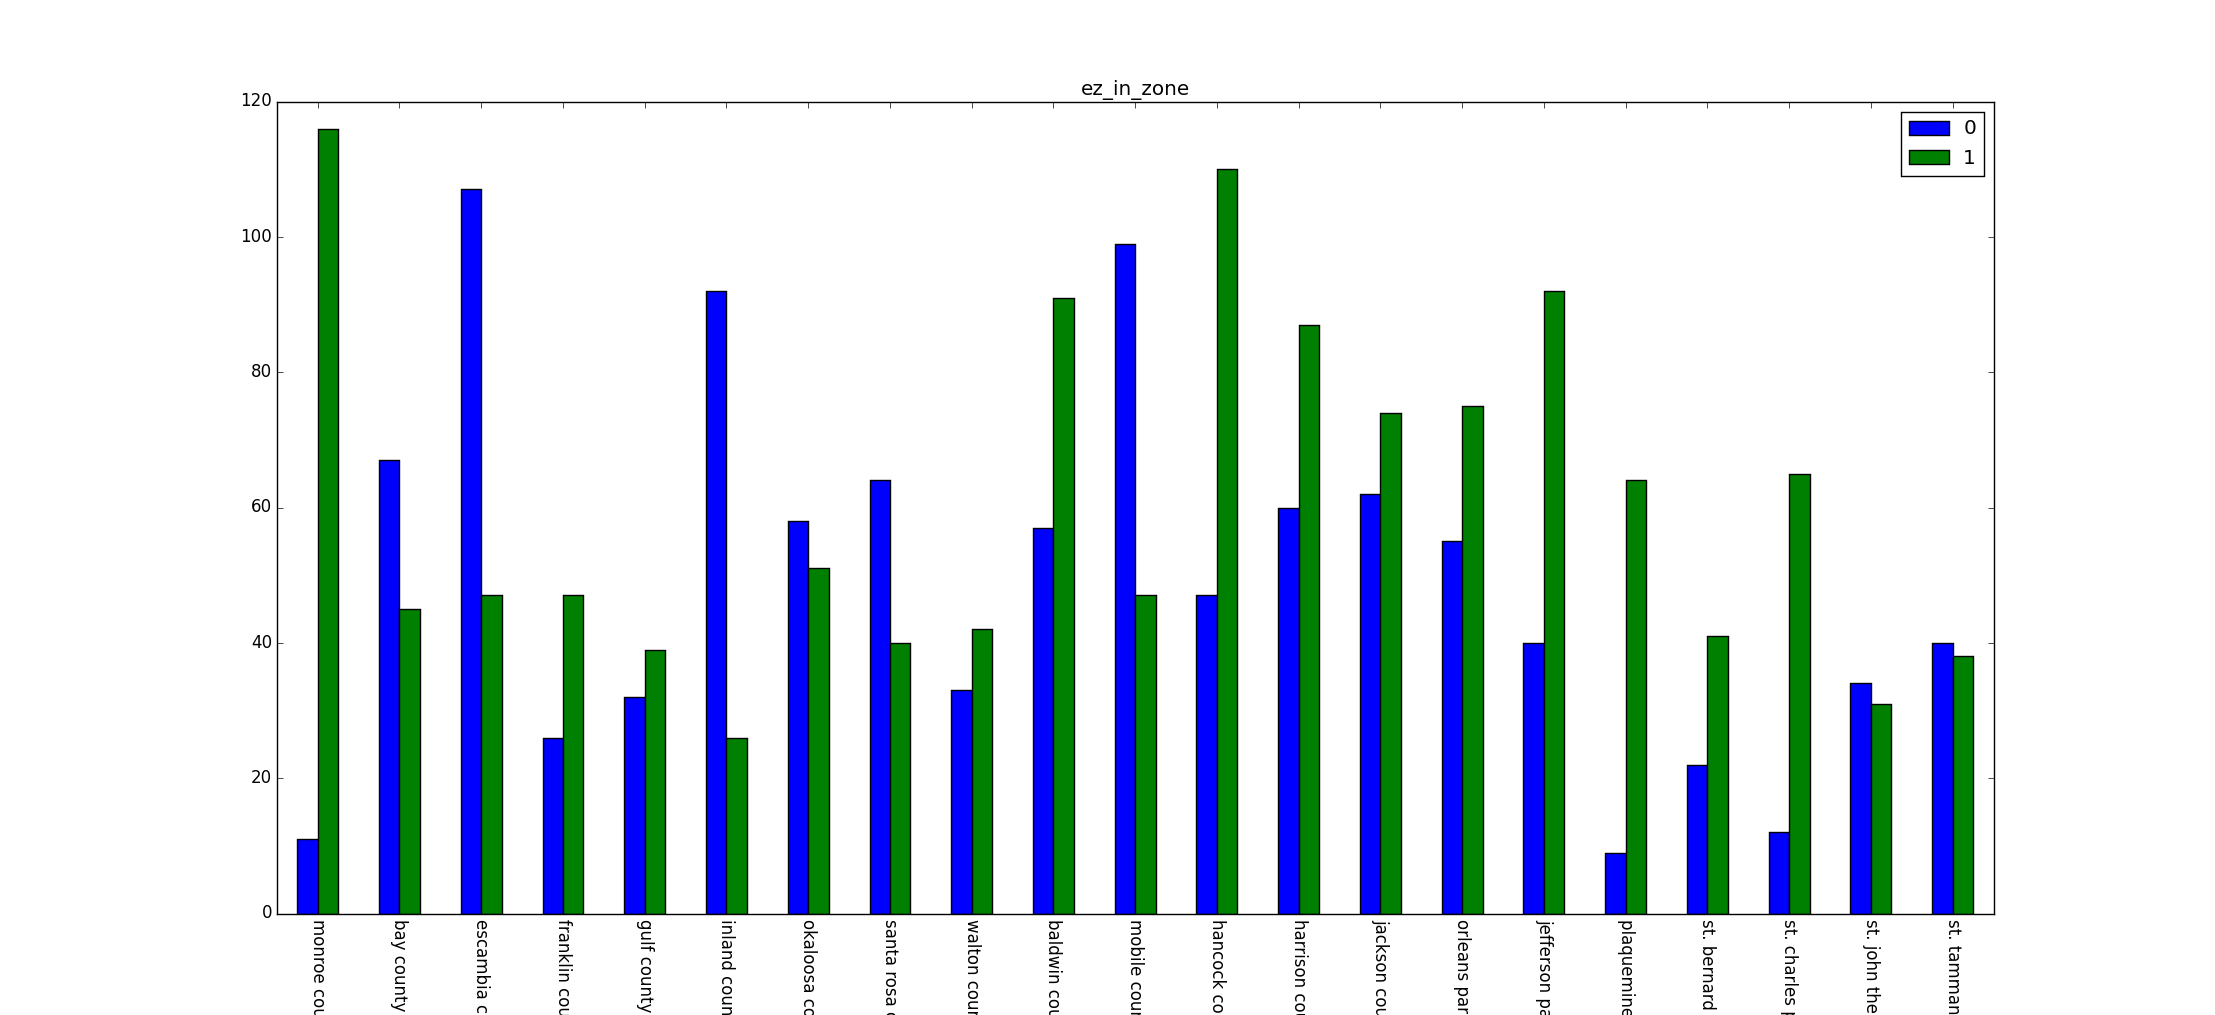 ez_in_zone
120
100
80
60
40
20
0
0
1
monroe cou
bay county
escambia c
franklin cou
gulf county
inland coun
okaloosa co
santa rosa c
walton coun
baldwin cou
mobile coun
hancock co
harrison cou
jackson cou
orleans par
jefferson pa
plaquemine
st. bernard
st. charles p
st. john the
st. tamman